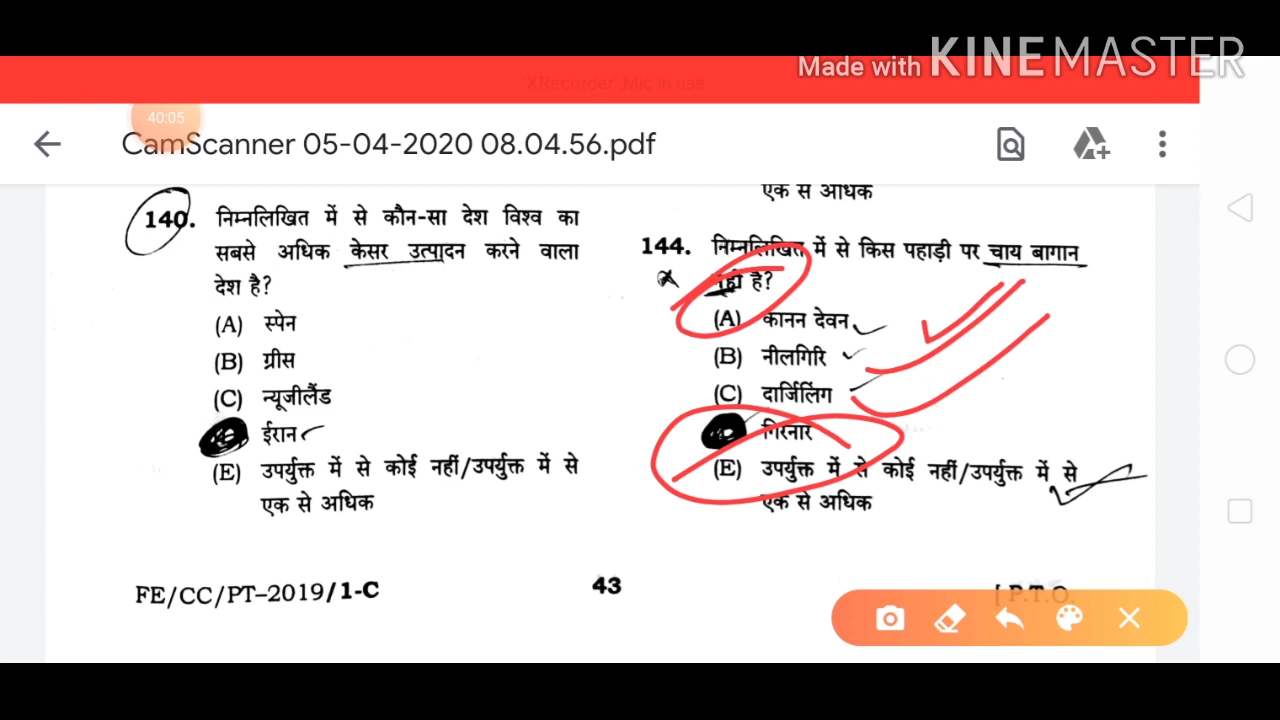 Made with KINEMASTER
XRecorder',Mic in use
40:05
CamScanner 05-04-2020 08.04.56.pdf
140. निम्नलिखित में से कौन-सा देश विश्व का
सबसे अधिक केसर उत्पादन करने वाला
देश है?
(A) स्पेन
(B) ग्रीस
(C) न्यूजीलैंड
ईरान
(E) उपर्युक्त में से कोई नहीं/उपर्युक्त में से
एक से अधिक
एक से अधिक
144. निम्नलिखित में से किस पहाड़ी पर चाय बागान
नहीं है?
(A) कानन देवन
(B) नीलगिरि
(C) दार्जिलिंग
गिरनार
(E) उपर्युक्त में से कोई नहीं/उपर्युक्त में से
एक से अधिक
FE/CC/PT–2019/1-C
43
[ P.T.O.